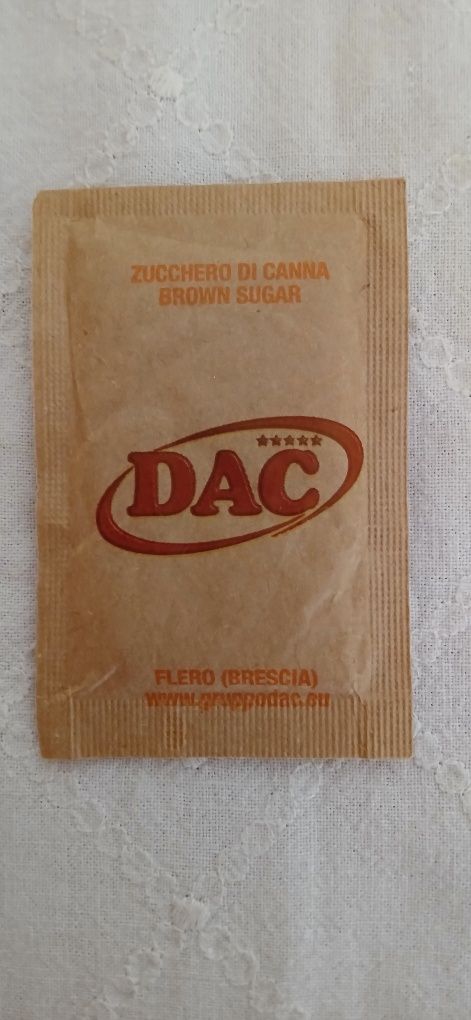 ZUCCHERO DI CANNA
BROWN SUGAR
DAC
FLERO (BRESCIA)
www.gruppodac.eu